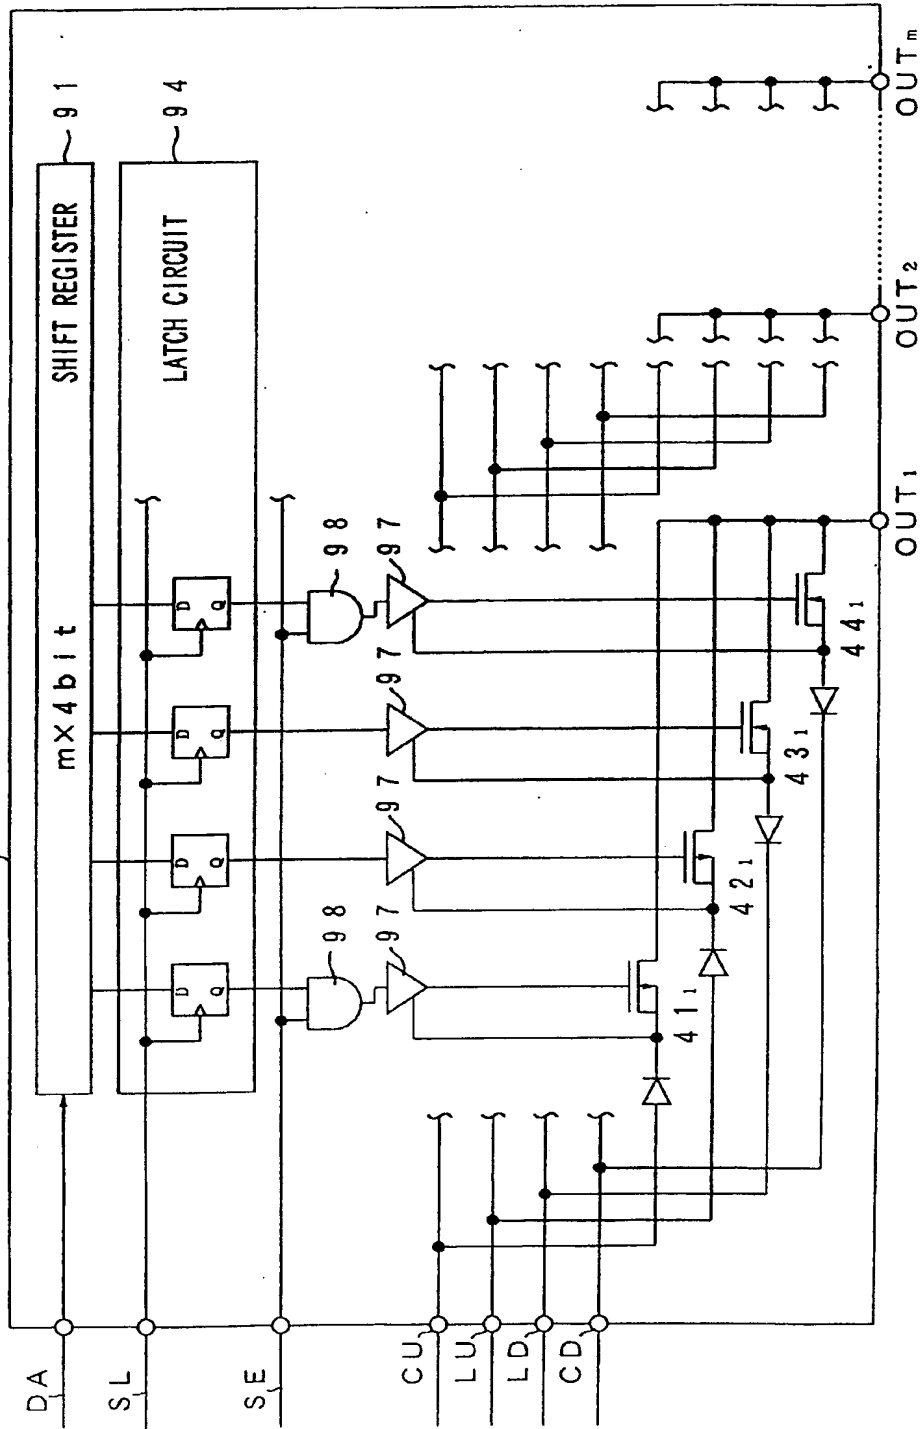 DA
SL
SE
CU
LU
LD
CD
mX4bit SHIFT REGISTER
91
LATCH CIRCUIT
94
D Q
D Q
D Q
D Q
98
98
97
97
97
97
41₁
42₁
43₁
44₁
OUT₁
OUT₂
OUTₘ